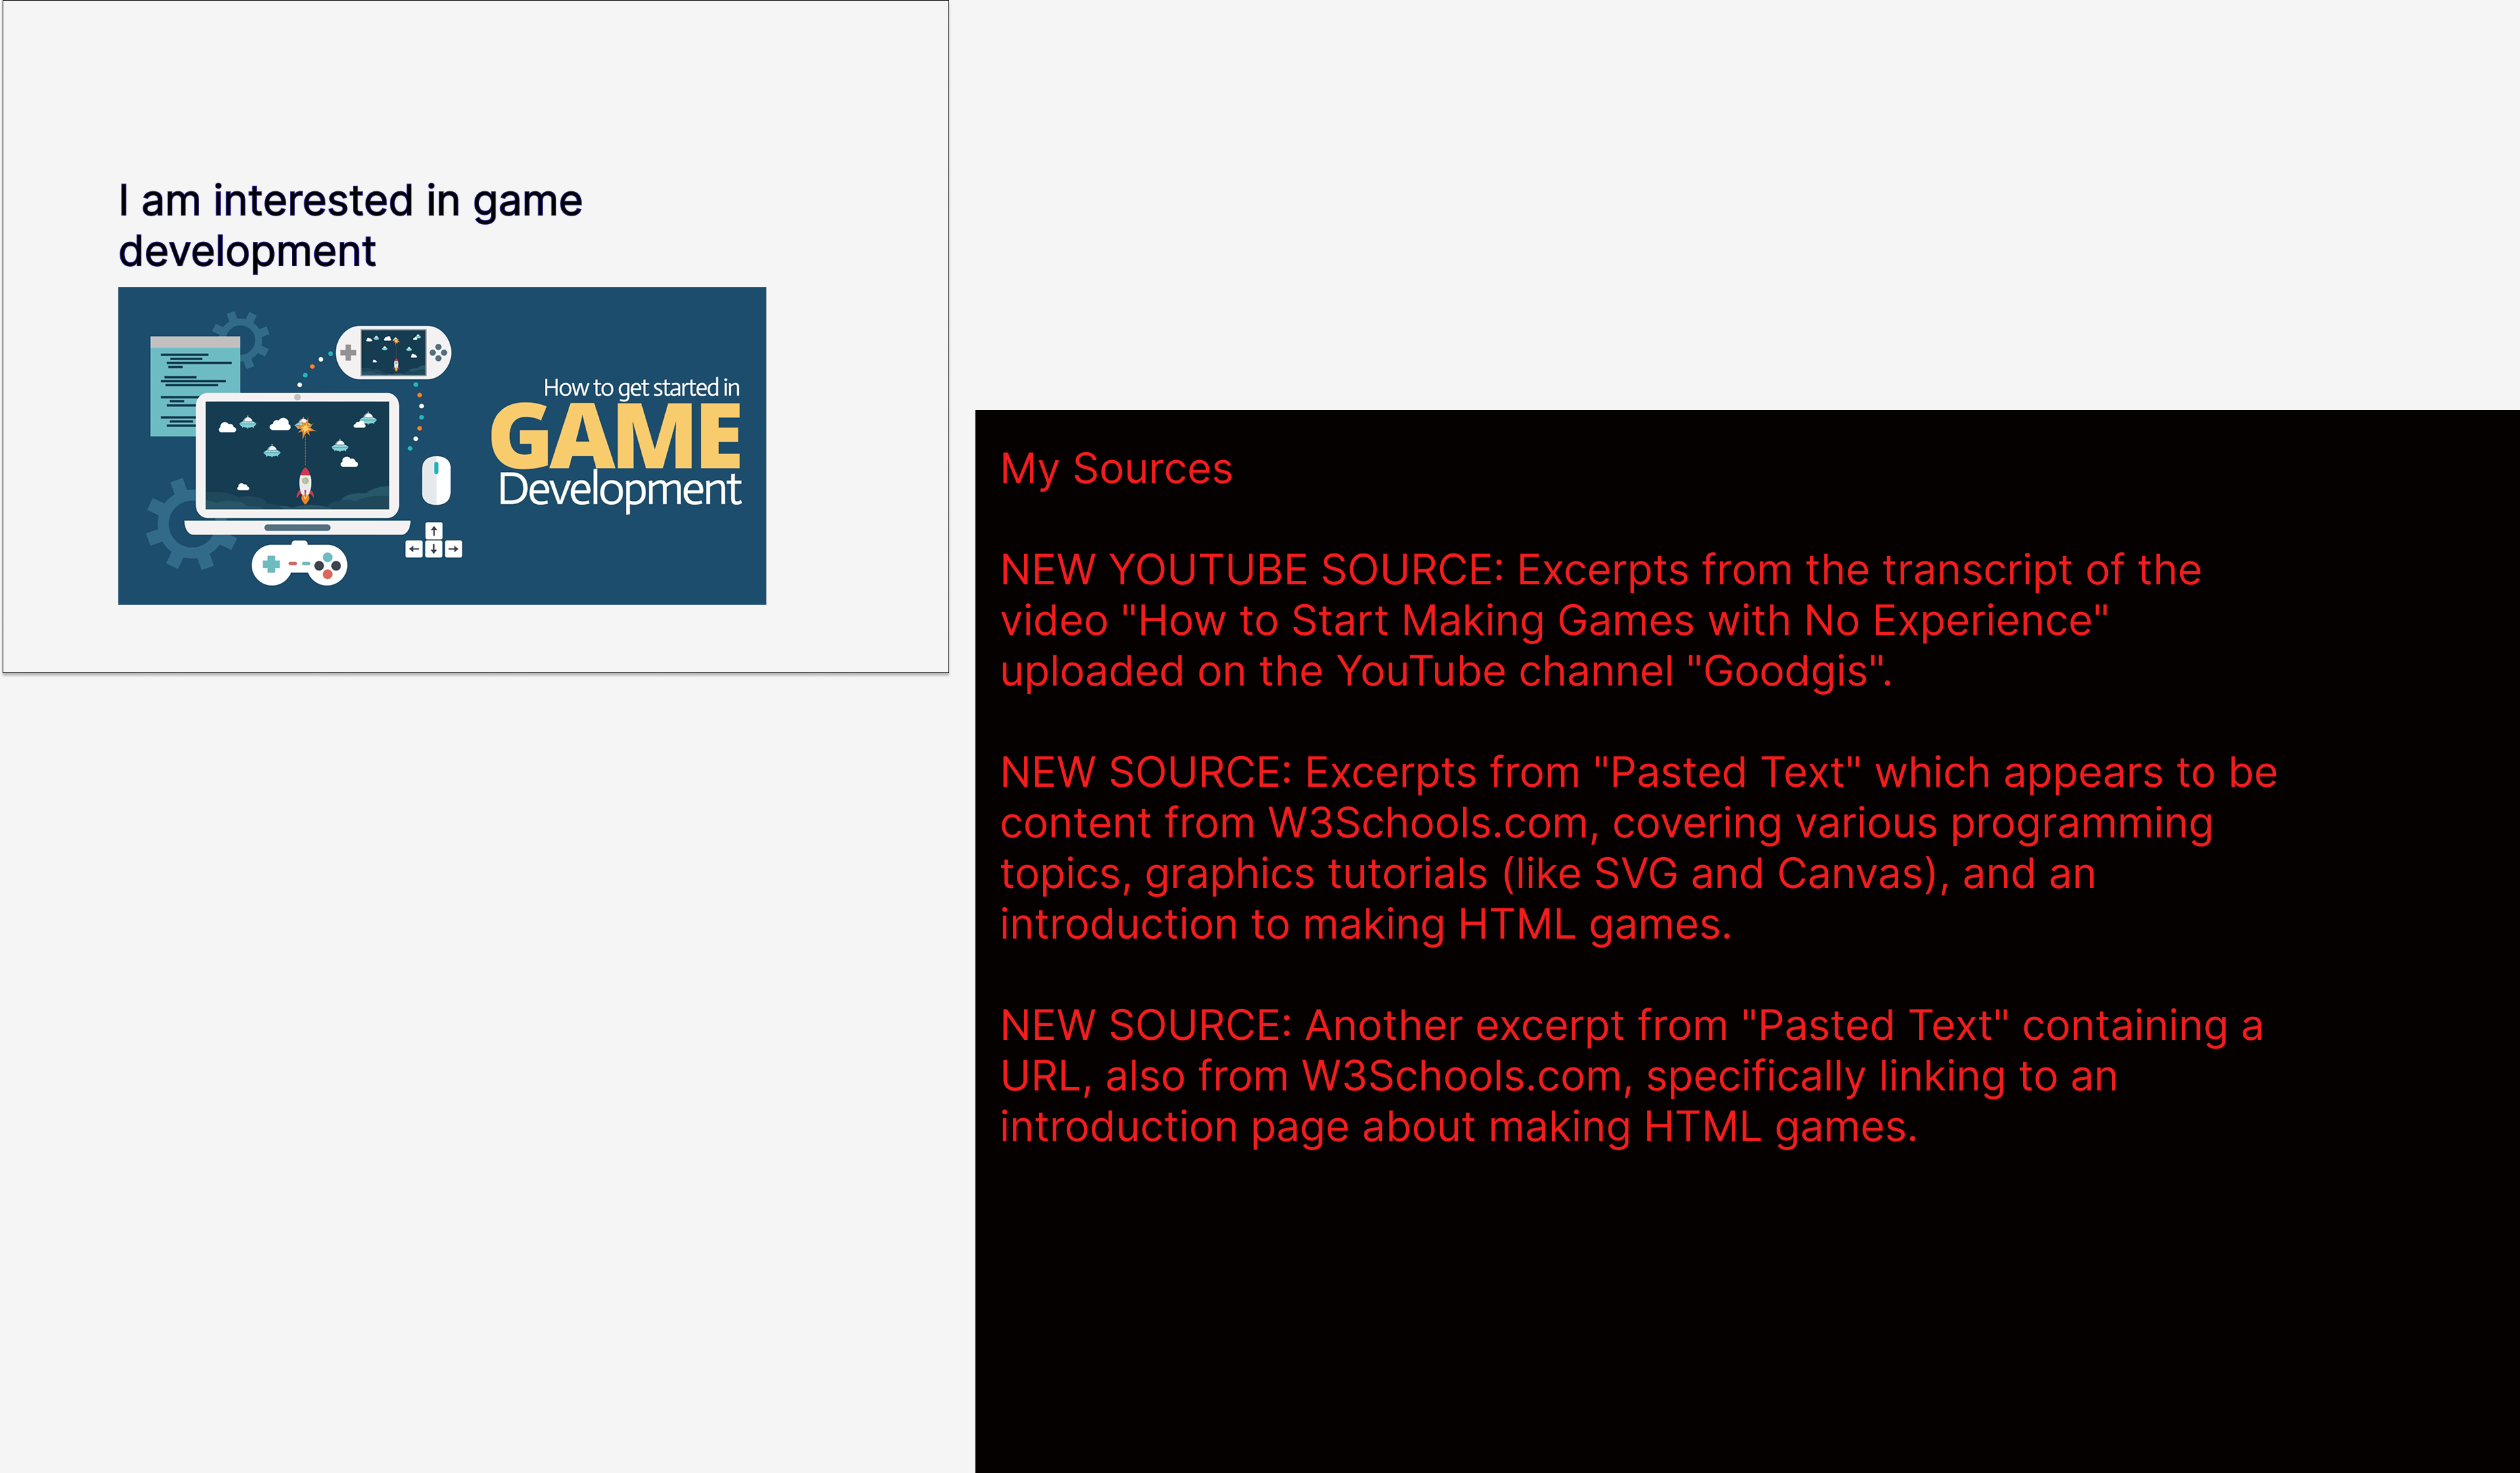 I am interested in game
development
How to get started in
GAME
Development
My Sources
NEW YOUTUBE SOURCE: Excerpts from the transcript of the
video "How to Start Making Games with No Experience"
uploaded on the YouTube channel "Goodgis".
NEW SOURCE: Excerpts from "Pasted Text" which appears to be
content from W3Schools.com, covering various programming
topics, graphics tutorials (like SVG and Canvas), and an
introduction to making HTML games.
NEW SOURCE: Another excerpt from "Pasted Text" containing a
URL, also from W3Schools.com, specifically linking to an
introduction page about making HTML games.